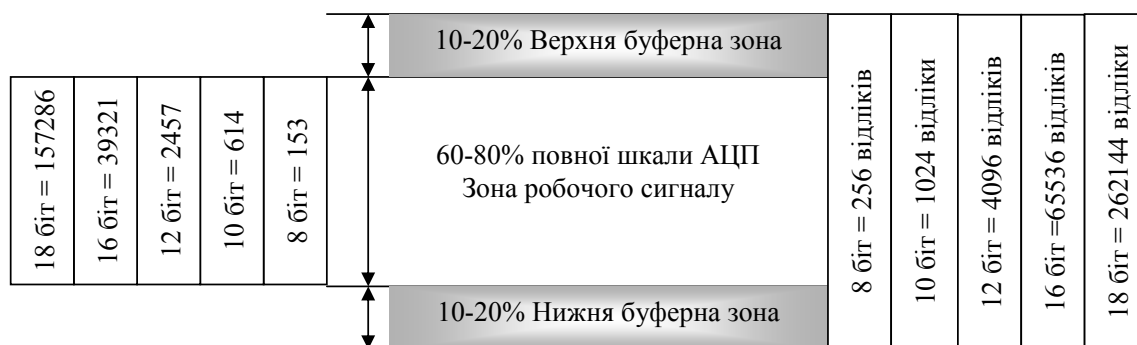 10-20% Верхня буферна зона
18 біт = 157286
16 біт = 39321
12 біт = 2457
10 біт = 614
8 біт = 153
60-80% повної шкали АЦП
Зона робочого сигналу
10-20% Нижня буферна зона
8 біт = 256 відліків
10 біт = 1024 відліки
12 біт = 4096 відліків
16 біт =65536 відліків
18 біт = 262144 відліки